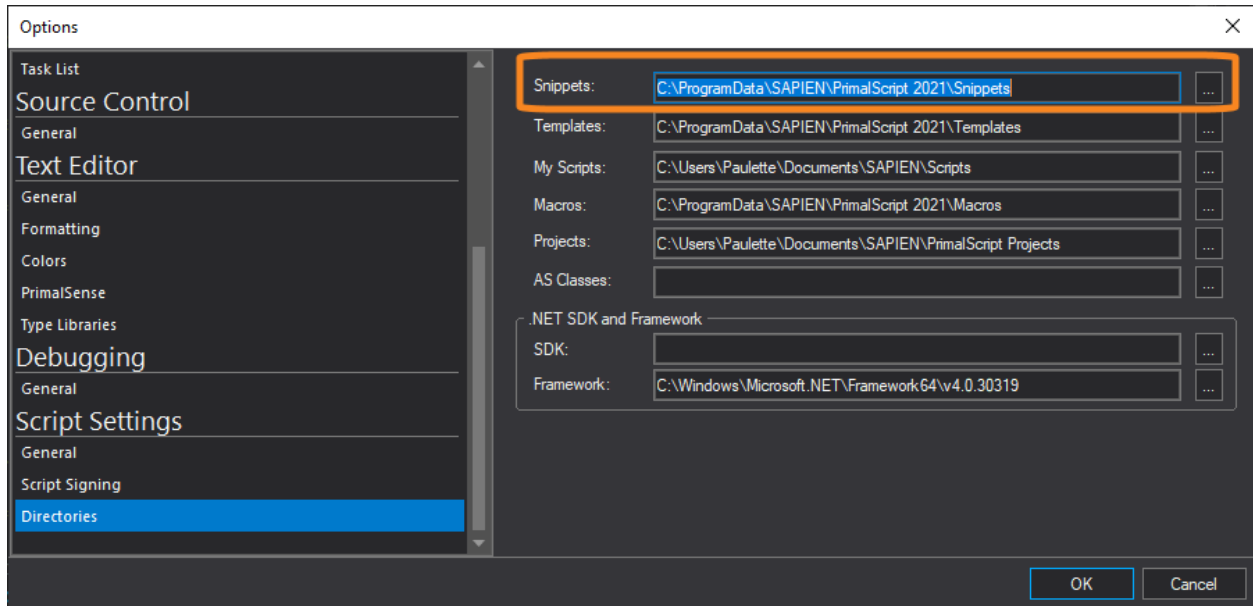 Options
Task List
Source Control
General
Text Editor
General
Formatting
Colors
PrimalSense
Type Libraries
Debugging
General
Script Settings
General
Script Signing
Directories
Snippets: C:\ProgramData\SAPIEN\PrimalScript 2021\Snippets ...
Templates: C:\ProgramData\SAPIEN\PrimalScript 2021\Templates ...
My Scripts: C:\Users\Paulette\Documents\SAPIEN\Scripts ...
Macros: C:\ProgramData\SAPIEN\PrimalScript 2021\Macros ...
Projects: C:\Users\Paulette\Documents\SAPIEN\PrimalScript Projects ...
AS Classes: ...
.NET SDK and Framework
SDK: ...
Framework: C:\Windows\Microsoft.NET\Framework64\v4.0.30319 ...
OK Cancel